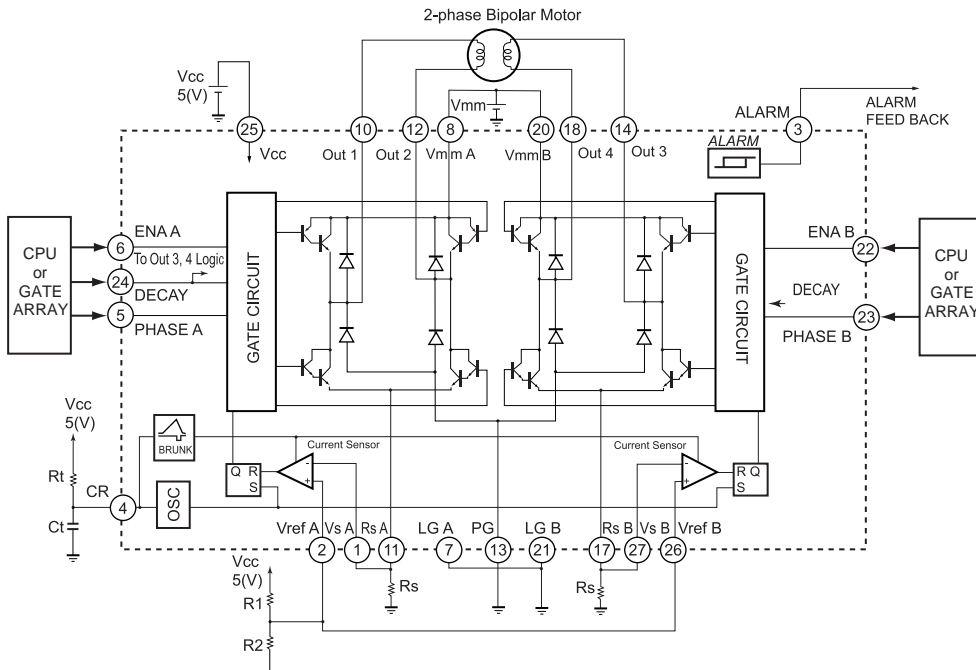 2-phase Bipolar Motor
Vcc
5(V)
Vmm
ALARM
ALARM
FEED BACK
25
10
12
8
20
18
14
3
Vcc
Out 1
Out 2
Vmm A
Vmm B
Out 4
Out 3
ALARM
CPU
or
GATE
ARRAY
6
ENA A
24
To Out 3, 4 Logic
DECAY
5
PHASE A
GATE CIRCUIT
GATE CIRCUIT
ENA B
22
DECAY
PHASE B
23
CPU
or
GATE
ARRAY
Vcc
5(V)
Rt
CR
4
Ct
BRUNK
OSC
Q
R
S
Current Sensor
-
+
Current Sensor
-
+
R
Q
S
Vref A
Vs A
Rs A
LG A
PG
LG B
Rs B
Vs B
Vref B
2
1
11
7
13
21
17
27
26
Vcc
5(V)
R1
R2
Rs
Rs